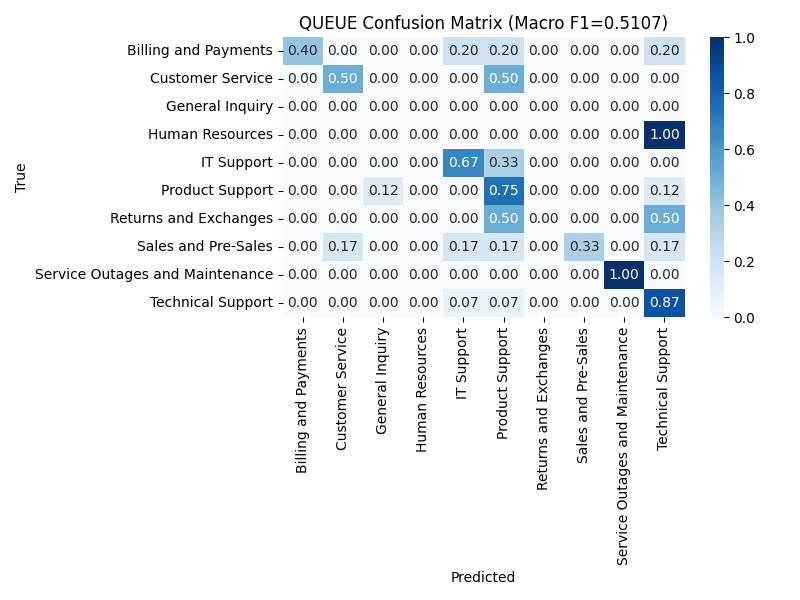 QUEUE Confusion Matrix (Macro F1=0.5107)
Billing and Payments 0.40 0.00 0.00 0.00 0.20 0.20 0.00 0.00 0.00 0.20
Customer Service 0.00 0.50 0.00 0.00 0.00 0.50 0.00 0.00 0.00 0.00
General Inquiry 0.00 0.00 0.00 0.00 0.00 0.00 0.00 0.00 0.00 0.00
Human Resources 0.00 0.00 0.00 0.00 0.00 0.00 0.00 0.00 0.00 1.00
IT Support 0.00 0.00 0.00 0.00 0.67 0.33 0.00 0.00 0.00 0.00
Product Support 0.00 0.00 0.12 0.00 0.00 0.75 0.00 0.00 0.00 0.12
Returns and Exchanges 0.00 0.00 0.00 0.00 0.00 0.50 0.00 0.00 0.00 0.50
Sales and Pre-Sales 0.00 0.17 0.00 0.00 0.17 0.17 0.00 0.33 0.00 0.17
Service Outages and Maintenance 0.00 0.00 0.00 0.00 0.00 0.00 0.00 0.00 1.00 0.00
Technical Support 0.00 0.00 0.00 0.00 0.07 0.07 0.00 0.00 0.00 0.87
True
Billing and Payments
Customer Service
General Inquiry
Human Resources
IT Support
Product Support
Returns and Exchanges
Sales and Pre-Sales
Service Outages and Maintenance
Technical Support
Predicted
1.0
0.8
0.6
0.4
0.2
0.0